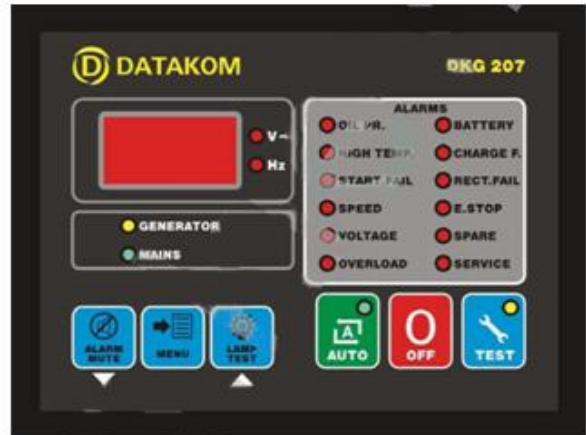 D DATAKOM
DKG 207
V~
Hz
GENERATOR
MAINS
ALARMS
OIL PR.
HIGH TEMP.
START FAIL
SPEED
VOLTAGE
OVERLOAD
BATTERY
CHARGE F.
RECT.FAIL
E.STOP
SPARE
SERVICE
ALARM
MUTE
MENU
LAMP
TEST
A
AUTO
O
OFF
TEST